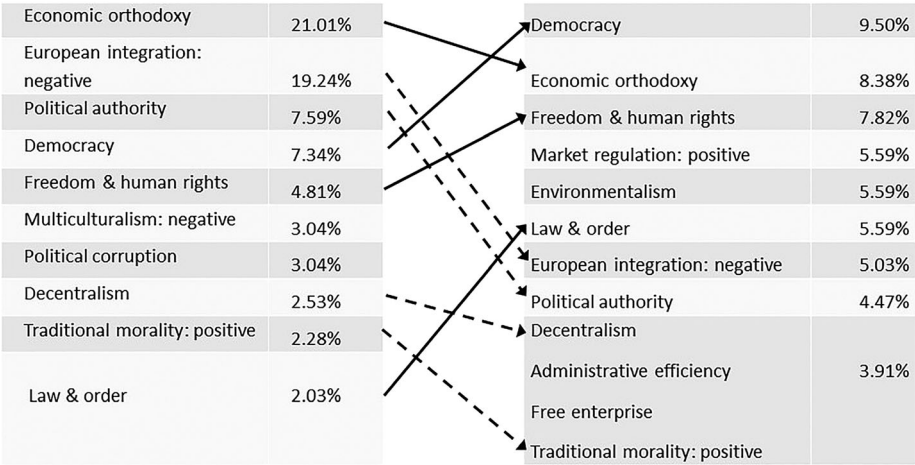 Economic orthodoxy 21.01%
European integration:
negative 19.24%
Political authority 7.59%
Democracy 7.34%
Freedom & human rights 4.81%
Multiculturalism: negative 3.04%
Political corruption 3.04%
Decentralism 2.53%
Traditional morality: positive 2.28%
Law & order 2.03%
Democracy 9.50%
Economic orthodoxy 8.38%
Freedom & human rights 7.82%
Market regulation: positive 5.59%
Environmentalism 5.59%
Law & order 5.59%
European integration: negative 5.03%
Political authority 4.47%
Decentralism
Administrative efficiency 3.91%
Free enterprise
Traditional morality: positive